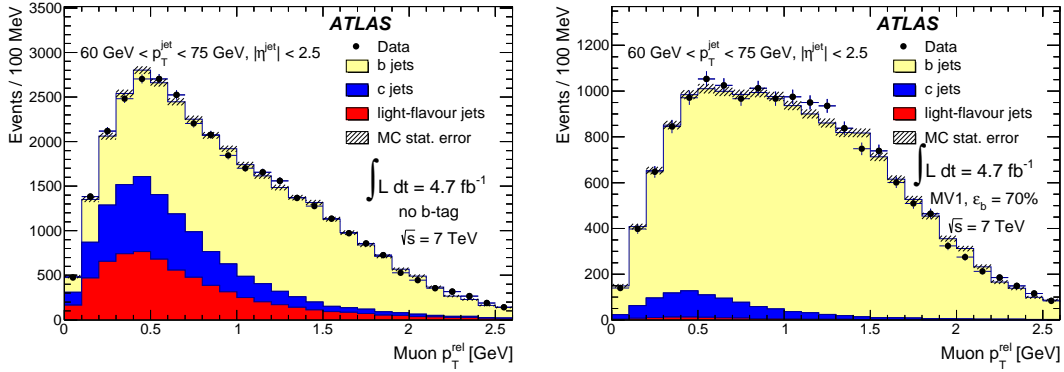 Events / 100 MeV
3500
3000
2500
2000
1500
1000
500
0
ATLAS
60 GeV < p_T^jet < 75 GeV, |η^jet| < 2.5
Data
b jets
c jets
light-flavour jets
MC stat. error
∫ L dt = 4.7 fb⁻¹
no b-tag
√s = 7 TeV
0 0.5 1 1.5 2 2.5
Muon p_T^rel [GeV]
Events / 100 MeV
1200
1000
800
600
400
200
0
ATLAS
60 GeV < p_T^jet < 75 GeV, |η^jet| < 2.5
Data
b jets
c jets
light-flavour jets
MC stat. error
∫ L dt = 4.7 fb⁻¹
MV1, ε_b = 70%
√s = 7 TeV
0 0.5 1 1.5 2 2.5
Muon p_T^rel [GeV]